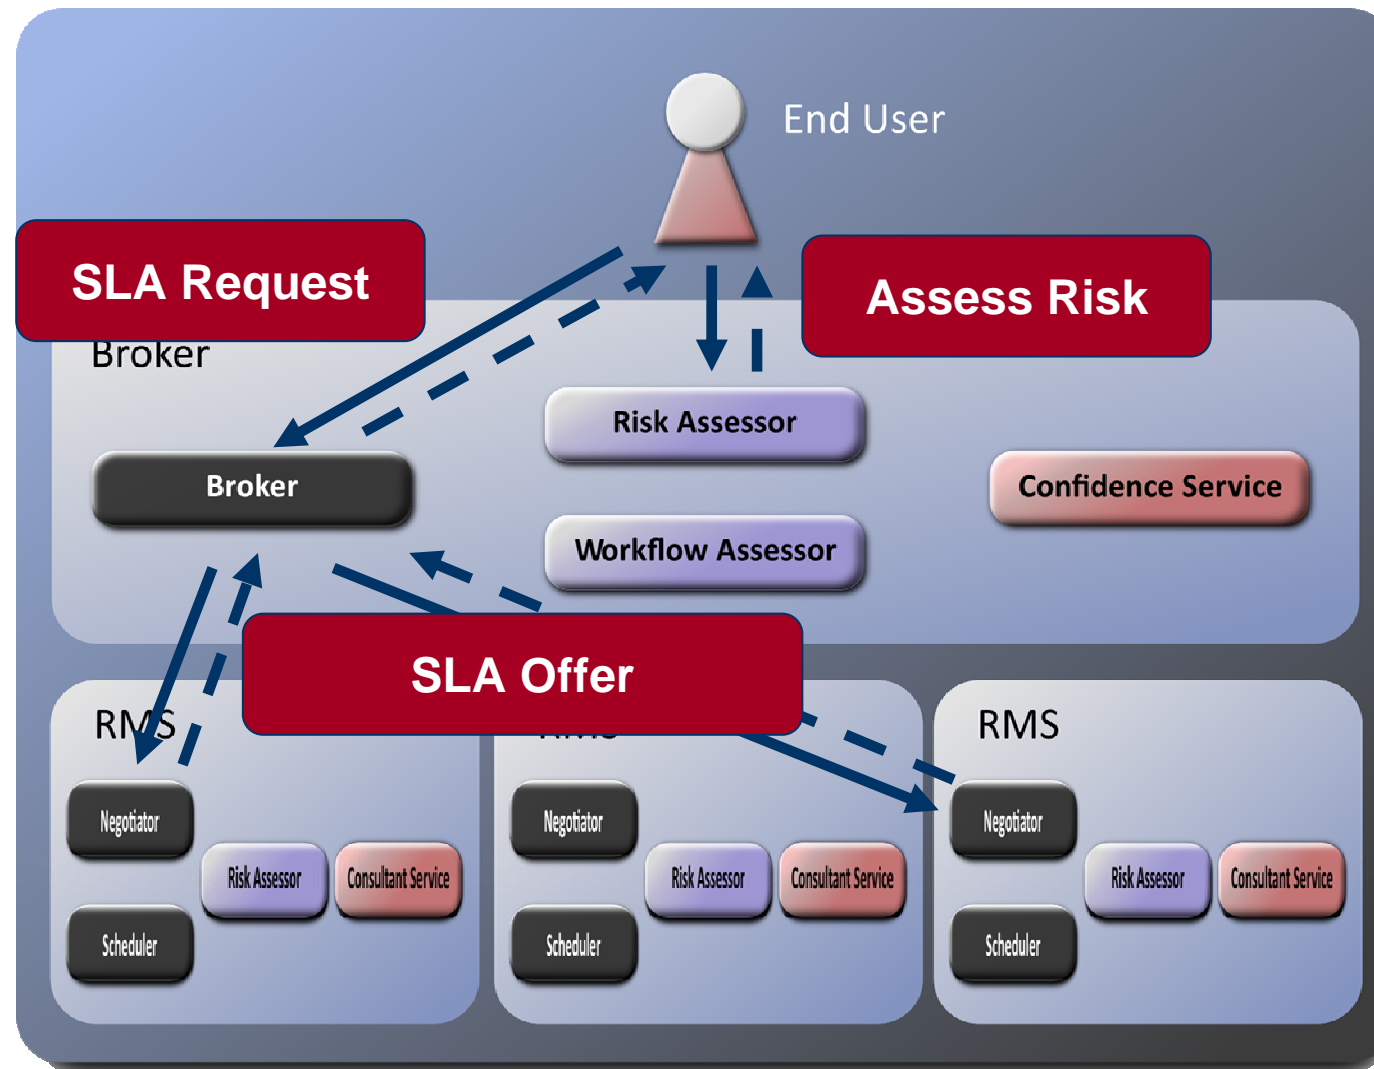 End User
SLA Request
Assess Risk
Broker
Risk Assessor
Broker
Confidence Service
Workflow Assessor
SLA Offer
RMS
RMS
RMS
Negotiator
Negotiator
Negotiator
Risk Assessor
Consultant Service
Risk Assessor
Consultant Service
Risk Assessor
Consultant Service
Scheduler
Scheduler
Scheduler